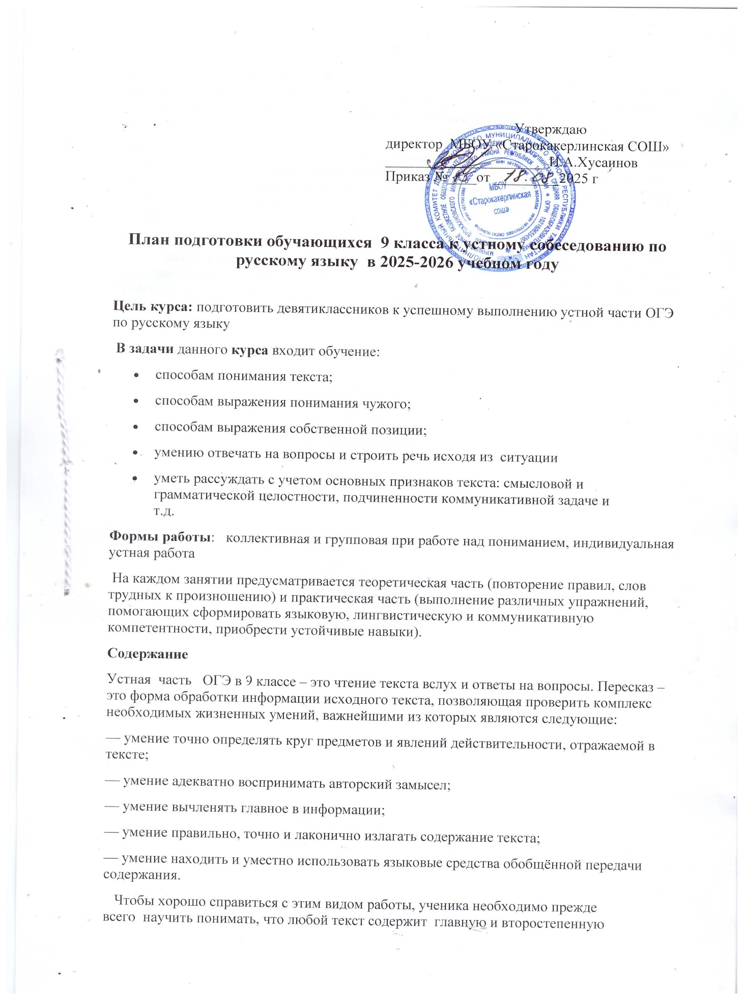 Утверждаю
директор МБОУ «Старокакерлинская СОШ»
И.А.Хусаинов
Приказ № от 18.08. 2025 г
МБОУ
«Старокакерлинская
СОШ»
План подготовки обучающихся 9 класса к устному собеседованию по
русскому языку в 2025-2026 учебном году
Цель курса: подготовить девятиклассников к успешному выполнению устной части ОГЭ
по русскому языку
В задачи данного курса входит обучение:
• способам понимания текста;
• способам выражения понимания чужого;
• способам выражения собственной позиции;
• умению отвечать на вопросы и строить речь исходя из ситуации
• уметь рассуждать с учетом основных признаков текста: смысловой и
грамматической целостности, подчиненности коммуникативной задаче и
т.д.
Формы работы: коллективная и групповая при работе над пониманием, индивидуальная
устная работа
На каждом занятии предусматривается теоретическая часть (повторение правил, слов
трудных к произношению) и практическая часть (выполнение различных упражнений,
помогающих сформировать языковую, лингвистическую и коммуникативную
компетентности, приобрести устойчивые навыки).
Содержание
Устная часть ОГЭ в 9 классе – это чтение текста вслух и ответы на вопросы. Пересказ –
это форма обработки информации исходного текста, позволяющая проверить комплекс
необходимых жизненных умений, важнейшими из которых являются следующие:
— умение точно определять круг предметов и явлений действительности, отражаемой в
тексте;
— умение адекватно воспринимать авторский замысел;
— умение вычленять главное в информации;
— умение правильно, точно и лаконично излагать содержание текста;
— умение находить и уместно использовать языковые средства обобщённой передачи
содержания.
Чтобы хорошо справиться с этим видом работы, ученика необходимо прежде
всего научить понимать, что любой текст содержит главную и второстепенную